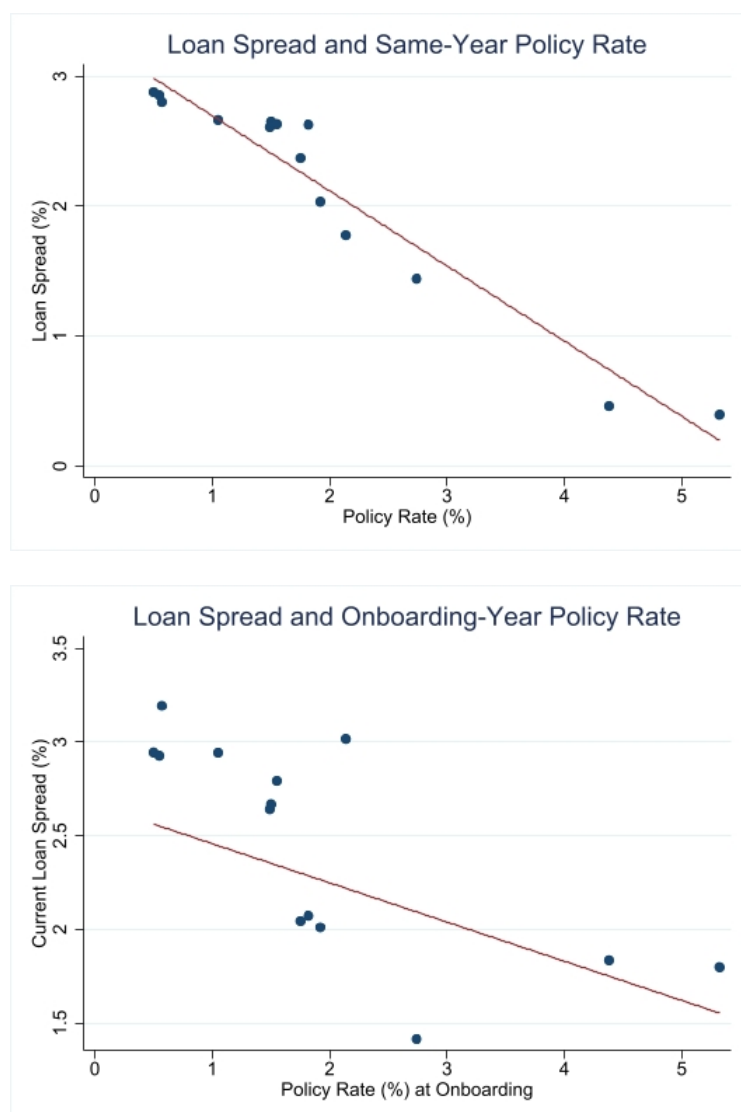 Loan Spread and Same-Year Policy Rate
3
2
1
0
Loan Spread (%)
0 1 2 3 4 5
Policy Rate (%)
Loan Spread and Onboarding-Year Policy Rate
3.5
3
2.5
2
1.5
Current Loan Spread (%)
0 1 2 3 4 5
Policy Rate (%) at Onboarding